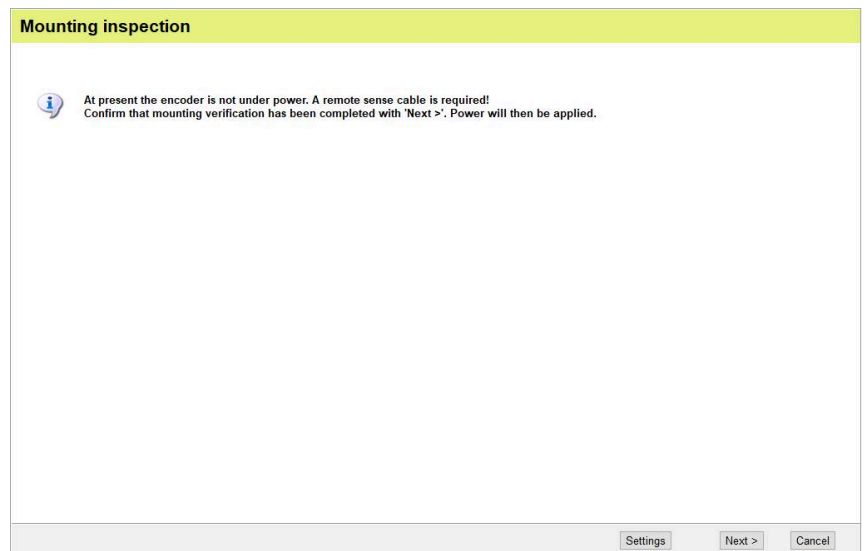 Mounting inspection
At present the encoder is not under power. A remote sense cable is required!
Confirm that mounting verification has been completed with 'Next >'. Power will then be applied.
Settings
Next >
Cancel